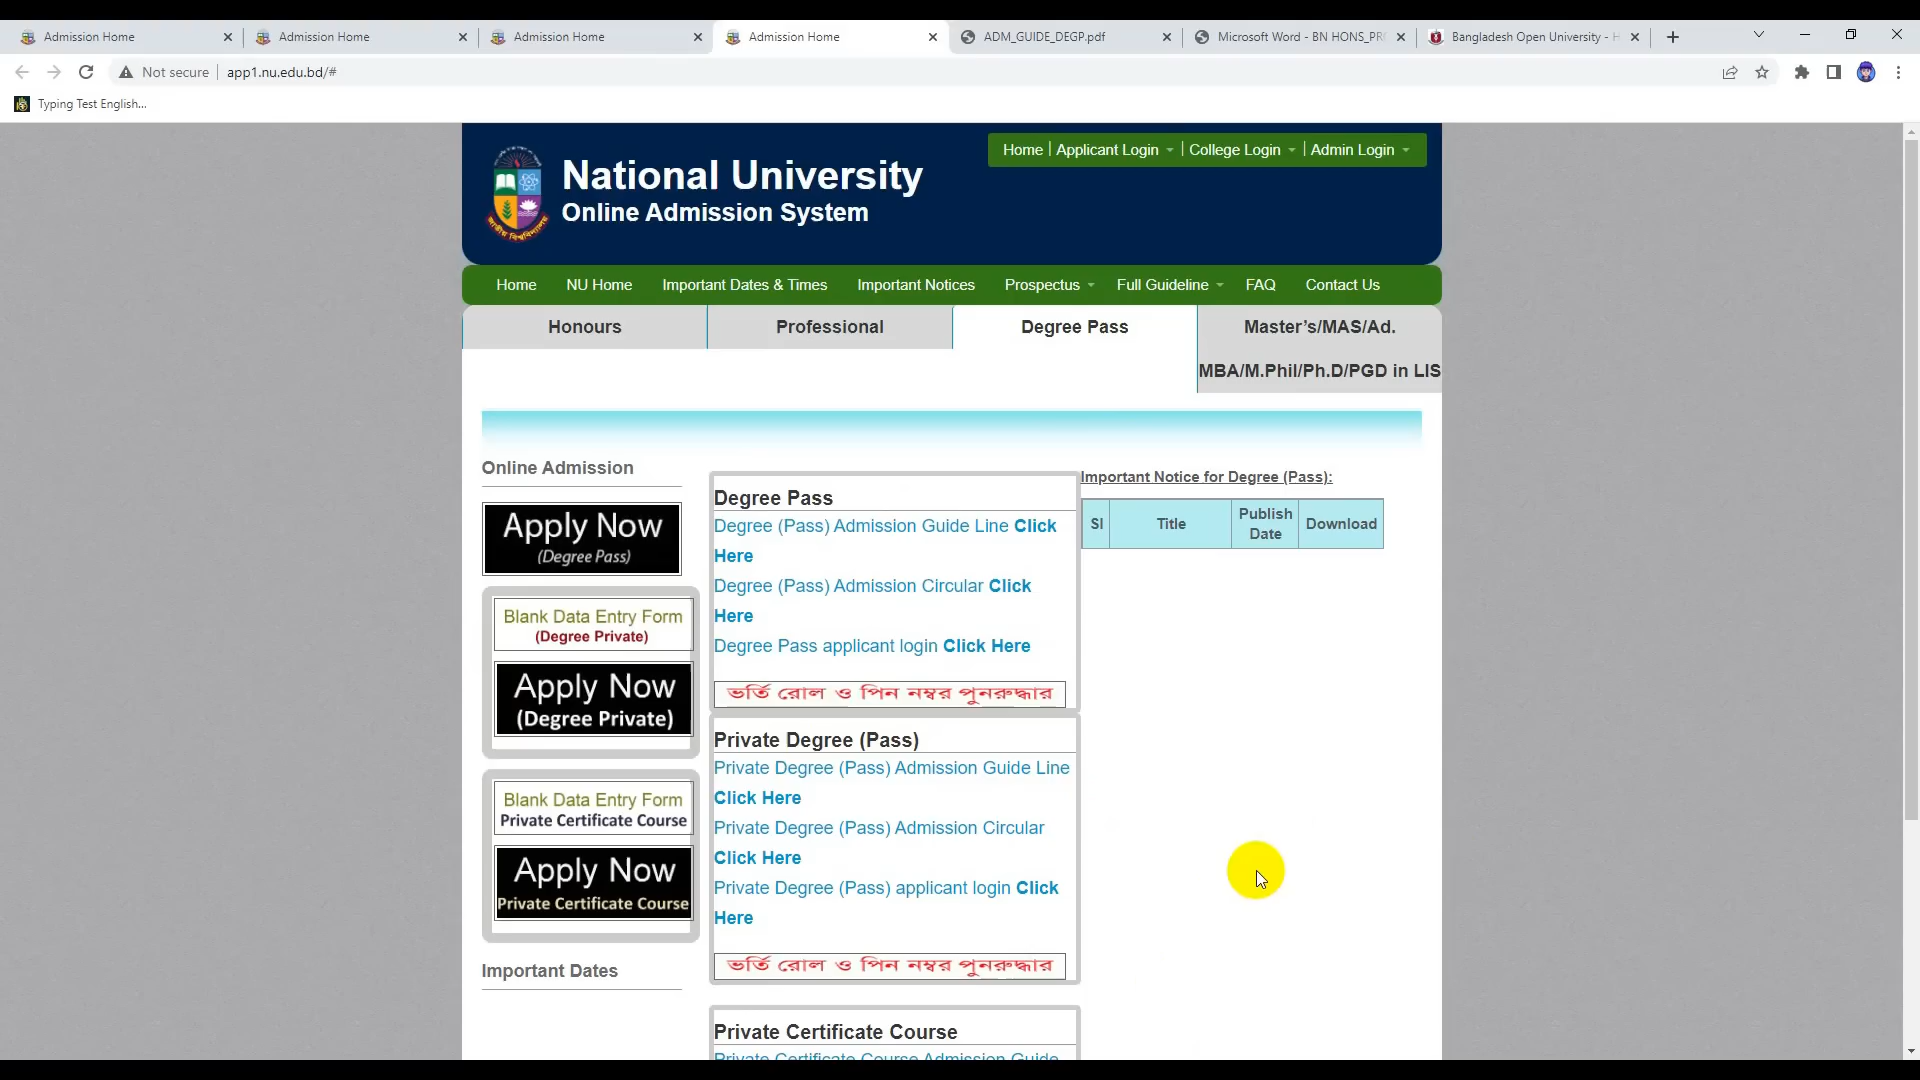 Admission Home
Admission Home
Admission Home
Admission Home
ADM_GUIDE_DEGP.pdf
Microsoft Word - BN HONS_PR
Bangladesh Open University - H
Not secure
app1.nu.edu.bd/#
Typing Test English...
Home
Applicant Login
College Login
Admin Login
National University
Online Admission System
Home
NU Home
Important Dates & Times
Important Notices
Prospectus
Full Guideline
FAQ
Contact Us
Honours
Professional
Degree Pass
Master's/MAS/Ad.
MBA/M.Phil/Ph.D/PGD in LIS
Online Admission
Apply Now
(Degree Pass)
Blank Data Entry Form
(Degree Private)
Apply Now
(Degree Private)
Blank Data Entry Form
Private Certificate Course
Apply Now
Private Certificate Course
Important Dates
Degree Pass
Degree (Pass) Admission Guide Line Click
Here
Degree (Pass) Admission Circular Click
Here
Degree Pass applicant login Click Here
ভর্তি রোল ও পিন নম্বর পুনরুদ্ধার
Private Degree (Pass)
Private Degree (Pass) Admission Guide Line
Click Here
Private Degree (Pass) Admission Circular
Click Here
Private Degree (Pass) applicant login Click
Here
ভর্তি রোল ও পিন নম্বর পুনরুদ্ধার
Private Certificate Course
Private Certificate Course Admission Guide
Important Notice for Degree (Pass):
Sl
Title
Publish
Date
Download